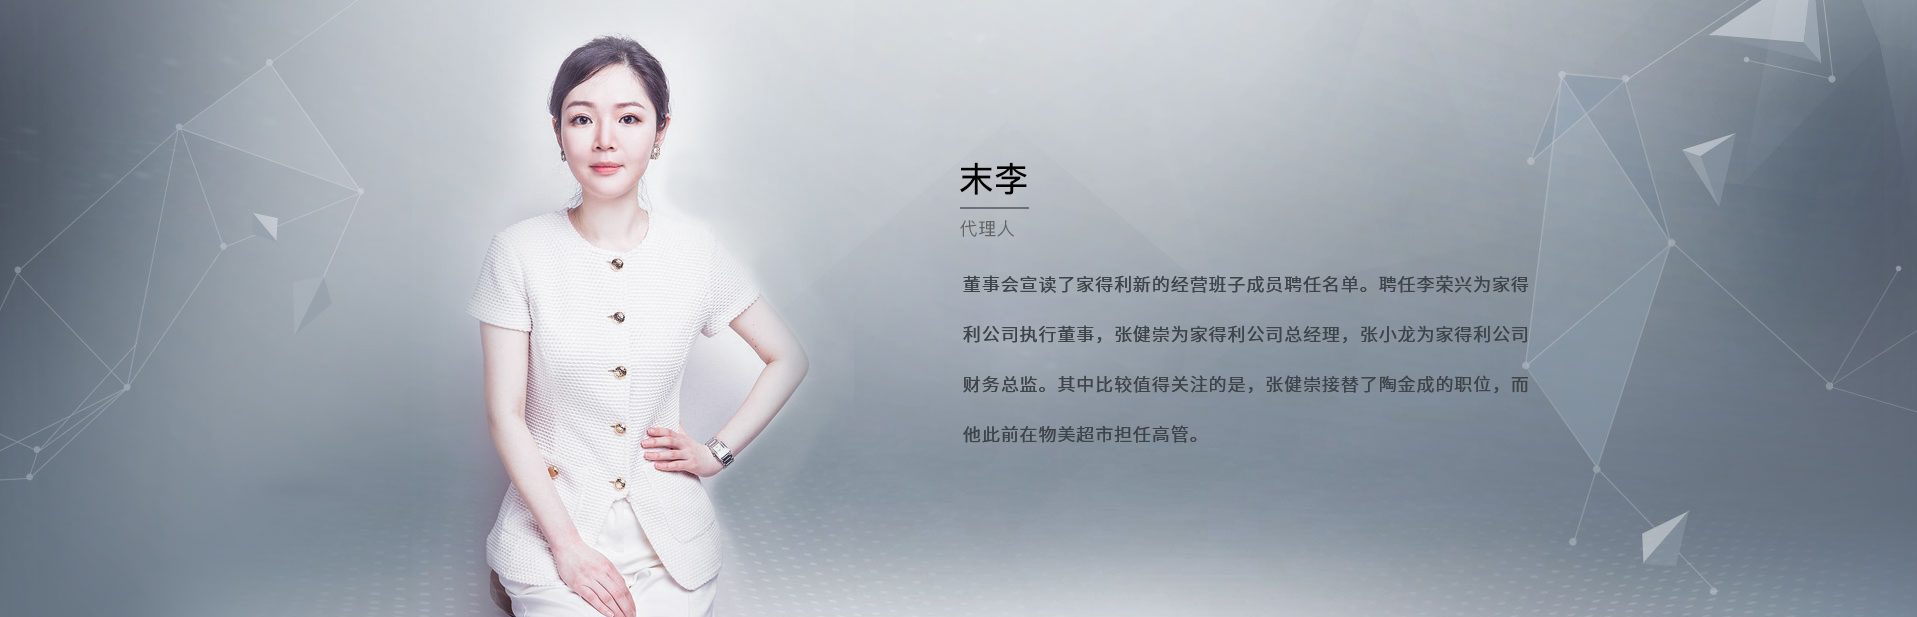 末李
代理人
董事会宣读了家得利新的经营班子成员聘任名单。聘任李荣兴为家得
利公司执行董事，张健崇为家得利公司总经理，张小龙为家得利公司
财务总监。其中比较值得关注的是，张健崇接替了陶金成的职位，而
他此前在物美超市担任高管。